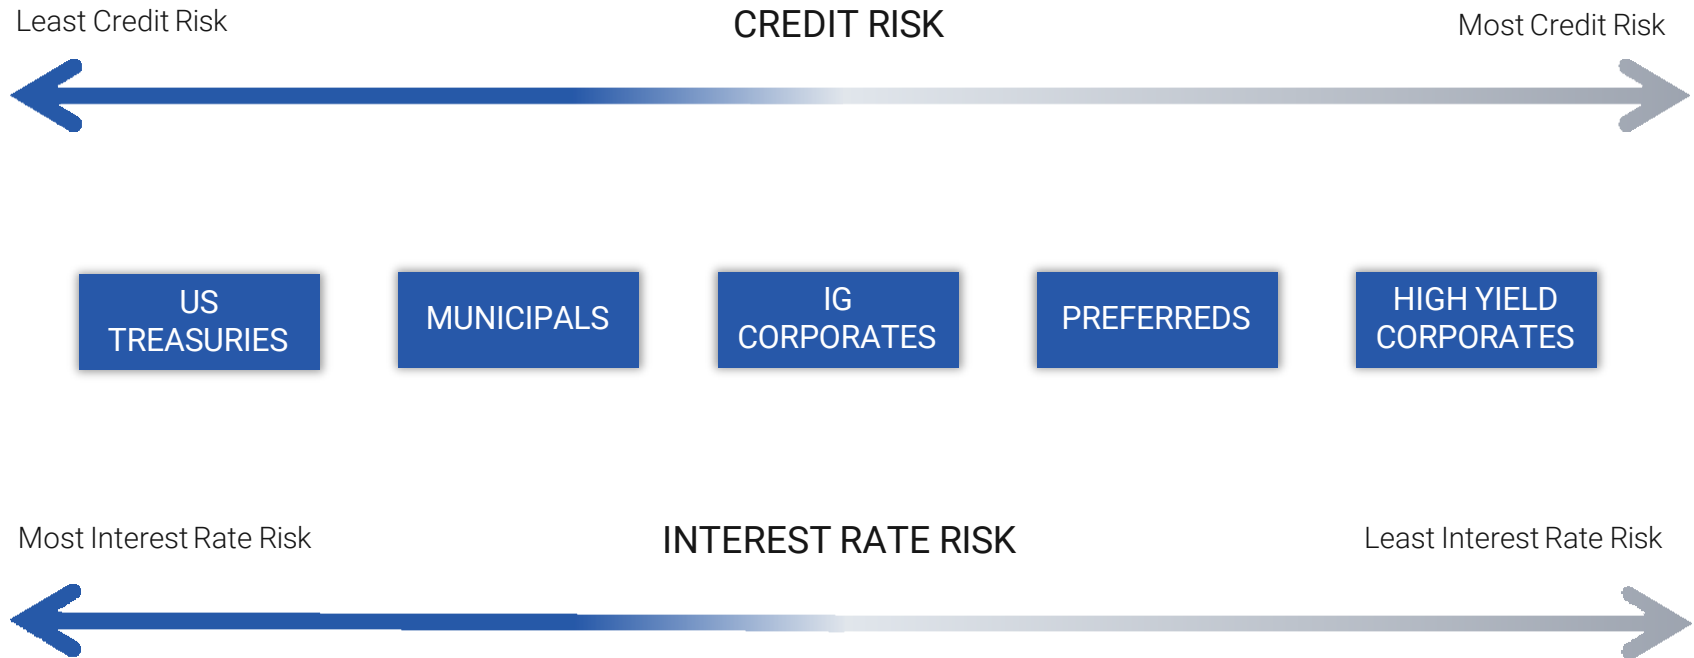 Least Credit Risk
CREDIT RISK
Most Credit Risk
US
TREASURIES
MUNICIPALS
IG
CORPORATES
PREFERREDS
HIGH YIELD
CORPORATES
Most Interest Rate Risk
INTEREST RATE RISK
Least Interest Rate Risk